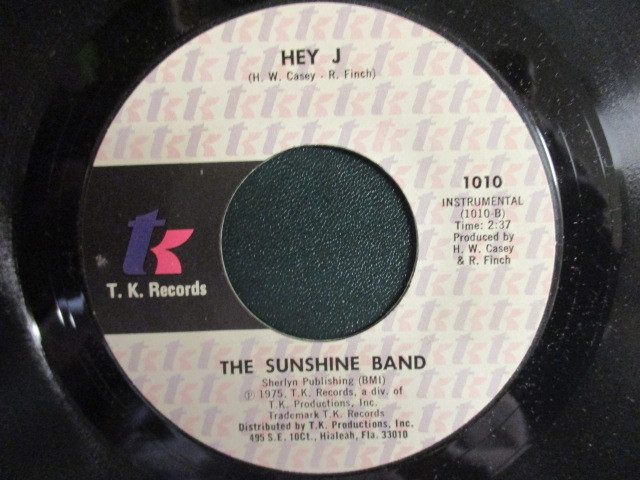 HEY J
(H. W. Casey - R. Finch)
1010
INSTRUMENTAL
(1010-B)
Time: 2:37
Produced by
H. W. Casey
& R. Finch
tk
T. K. Records
THE SUNSHINE BAND
Sherlyn Publishing (BMI)
Ⓟ 1975, T.K. Records, a div. of
T.K. Productions, Inc.
Trademark T.K. Records
Distributed by T.K. Productions, Inc.
495 S.E. 10Ct., Hialeah, Fla. 33010